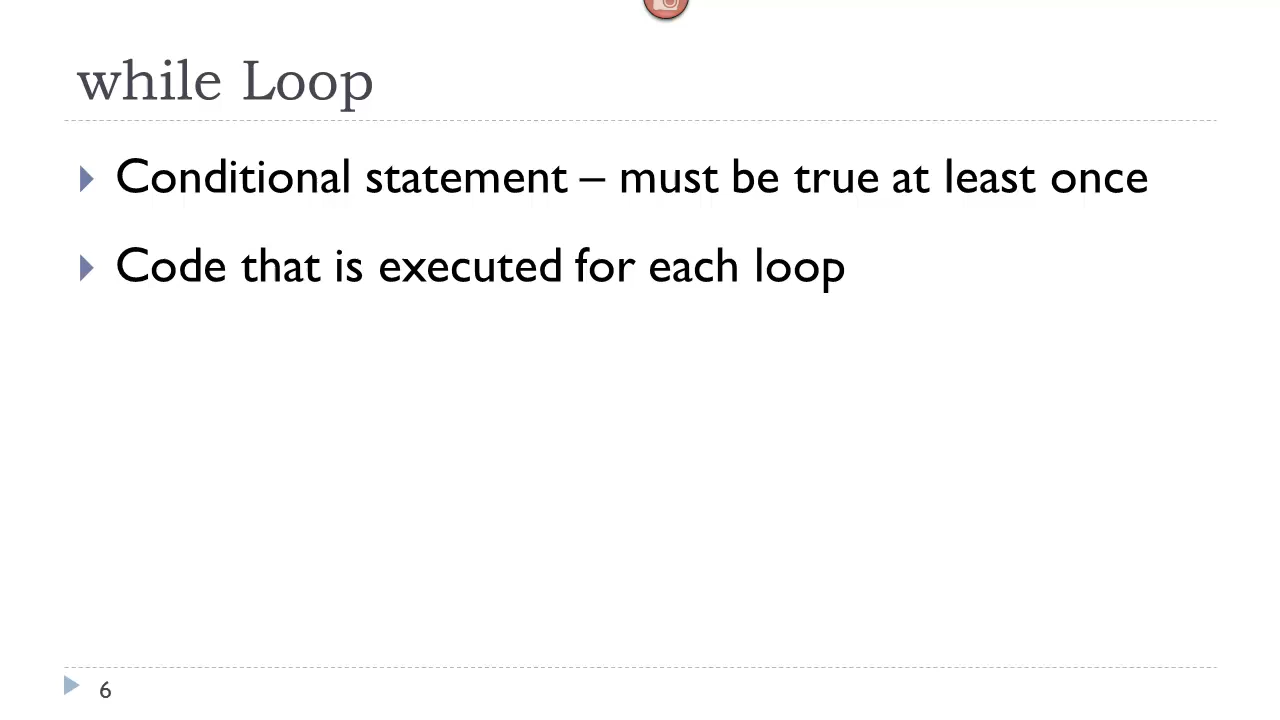 while Loop
Conditional statement – must be true at least once
Code that is executed for each loop
6